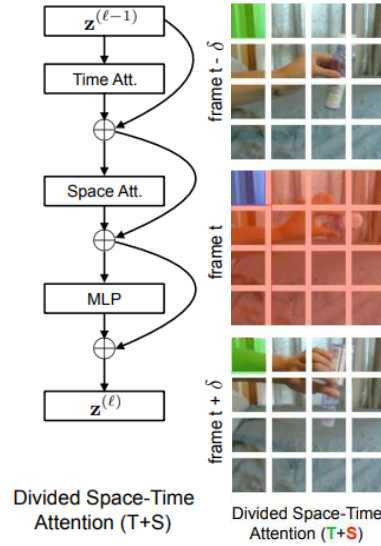 z^(ℓ−1)
Time Att.
Space Att.
MLP
z^(ℓ)
Divided Space-Time
Attention (T+S)
frame t - δ
frame t
frame t + δ
Divided Space-Time
Attention (T+S)